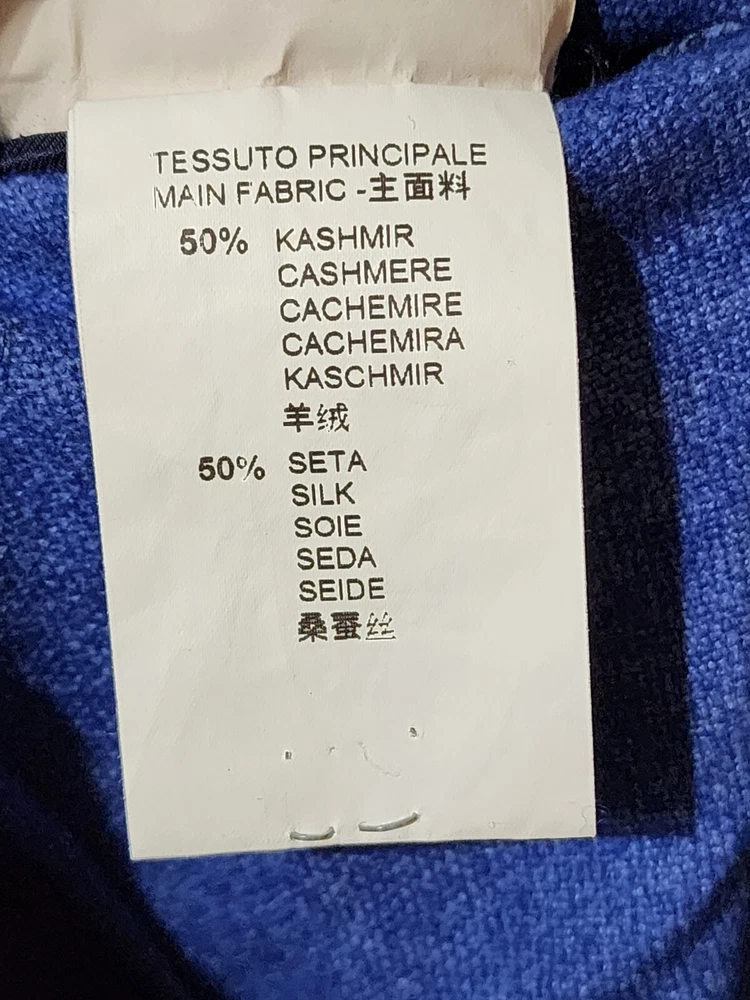 TESSUTO PRINCIPALE
MAIN FABRIC -主面料
50% KASHMIR
CASHMERE
CACHEMIRE
CACHEMIRA
KASCHMIR
羊绒
50% SETA
SILK
SOIE
SEDA
SEIDE
桑蚕丝